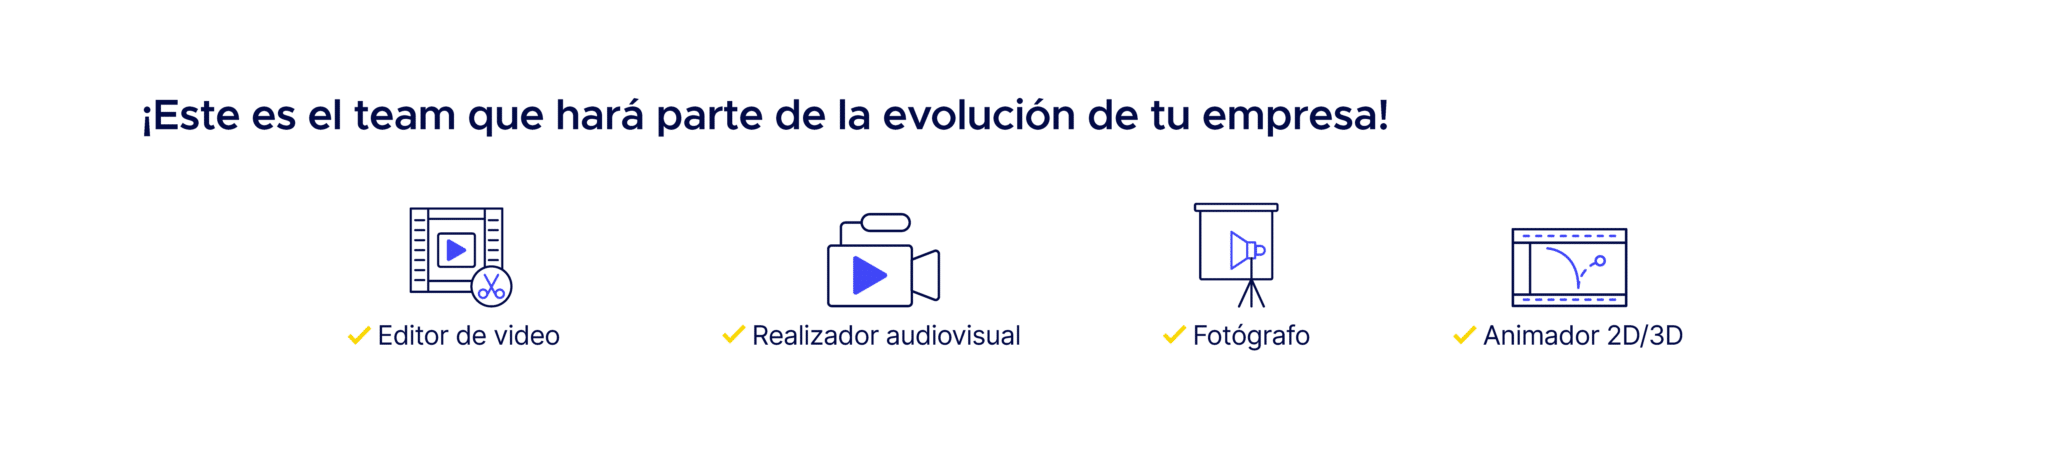 ¡Este es el team que hará parte de la evolución de tu empresa!
Editor de video
Realizador audiovisual
Fotógrafo
Animador 2D/3D